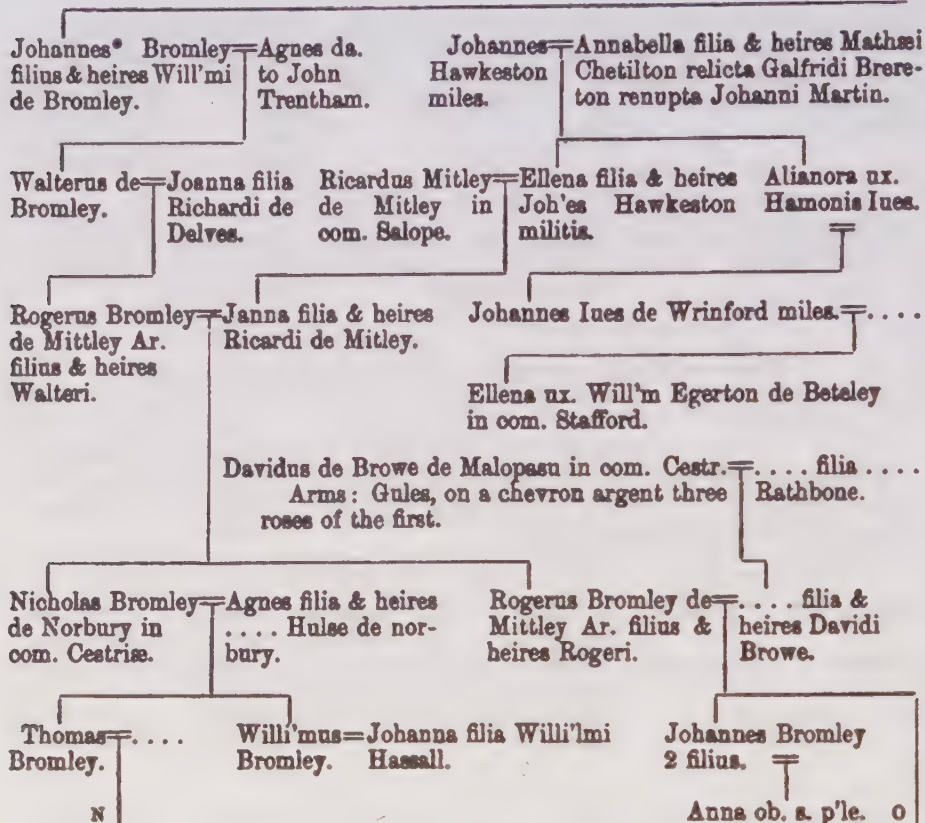 Johannes* Bromley=Agnes da.
filius & heires Will'mi to John
de Bromley. Trentham.
Johannes=Annabella filia & heires Mathæi
Hawkeston Chetilton relicta Galfridi Brere-
miles. ton renupta Johanni Martin.
Walterus de=Joanna filia
Bromley. Richardi de
Delves.
Ricardus Mitley=Ellena filia & heires
de Mitley in Joh'es Hawkeston
com. Salope. militis.
Alianora ux.
Hamonis Iues.
=
Rogerus Bromley=Janna filia & heires
de Mittley Ar. Ricardi de Mitley.
filius & heires
Walteri.
Johannes Iues de Wrinford miles.=....
Ellena ux. Will'm Egerton de Beteley
in com. Stafford.
Davidus de Browe de Malopasu in com. Cestr.=.... filia ....
Arms: Gules, on a chevron argent three Rathbone.
roses of the first.
Nicholas Bromley=Agnes filia & heires
de Norbury in .... Hulse de nor-
com. Cestriæ. bury.
Rogerus Bromley de=.... filia &
Mittley Ar. filius & heires Davidi
heires Rogeri. Browe.
Thomas=....
Bromley.
Willi'mus=Johanna filia Willi'lmi
Bromley. Hassall.
Johannes Bromley
2 filius. =
N
Anna ob. s. p'le. O